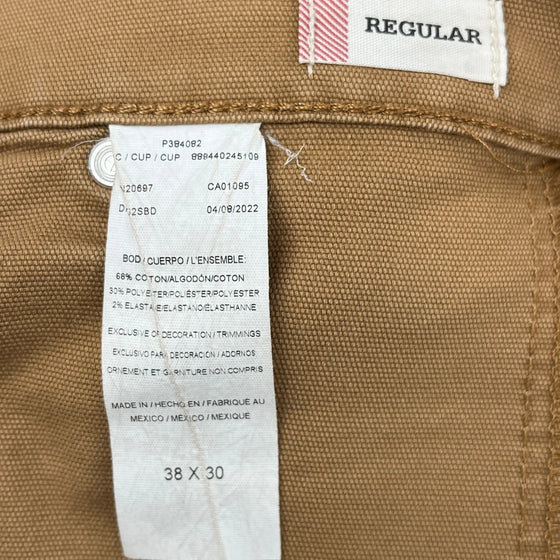 REGULAR
P384082
C / CUP / CUP 889440245109
N20697 CA01095
04/08/2022
BOD / CUERPO / L'ENSEMBLE:
68% COTON/ALGODÓN/COTON
30% POLYESTER/POLIÉSTER/POLYESTER
2% ELASTANE/ELASTANO/ÉLASTHANNE
EXCLUSIVE OF DECORATION / TRIMMINGS
EXCLUSIVO PARA DECORACIÓN / ADORNOS
ORNEMENT ET GARNITURE NON COMPRIS
MADE IN / HECHO EN / FABRIQUÉ AU
MEXICO / MÉXICO / MEXIQUE
38 X 30